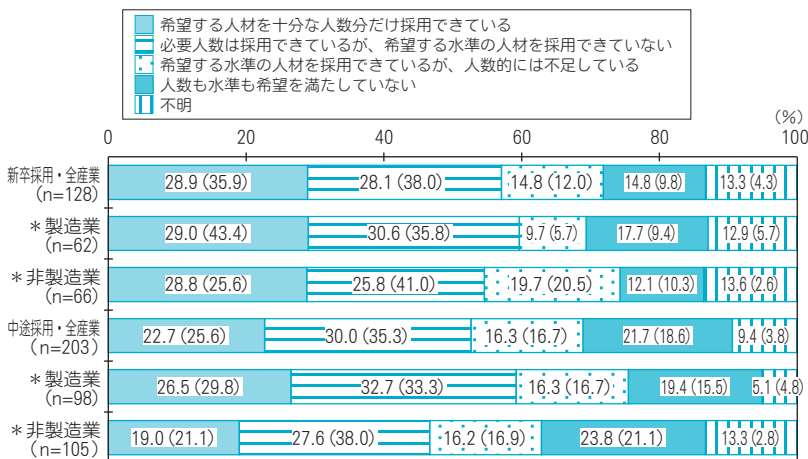 希望する人材を十分な人数分だけ採用できている
必要人数は採用できているが、希望する水準の人材を採用できていない
希望する水準の人材を採用できているが、人数的には不足している
人数も水準も希望を満たしていない
不明
(%)
0 20 40 60 80 100
新卒採用・全産業
(n=128)
28.9 (35.9) 28.1 (38.0) 14.8 (12.0) 14.8 (9.8) 13.3 (4.3)
＊製造業
(n=62)
29.0 (43.4) 30.6 (35.8) 9.7 (5.7) 17.7 (9.4) 12.9 (5.7)
＊非製造業
(n=66)
28.8 (25.6) 25.8 (41.0) 19.7 (20.5) 12.1 (10.3) 13.6 (2.6)
中途採用・全産業
(n=203)
22.7 (25.6) 30.0 (35.3) 16.3 (16.7) 21.7 (18.6) 9.4 (3.8)
＊製造業
(n=98)
26.5 (29.8) 32.7 (33.3) 16.3 (16.7) 19.4 (15.5) 5.1 (4.8)
＊非製造業
(n=105)
19.0 (21.1) 27.6 (38.0) 16.2 (16.9) 23.8 (21.1) 13.3 (2.8)